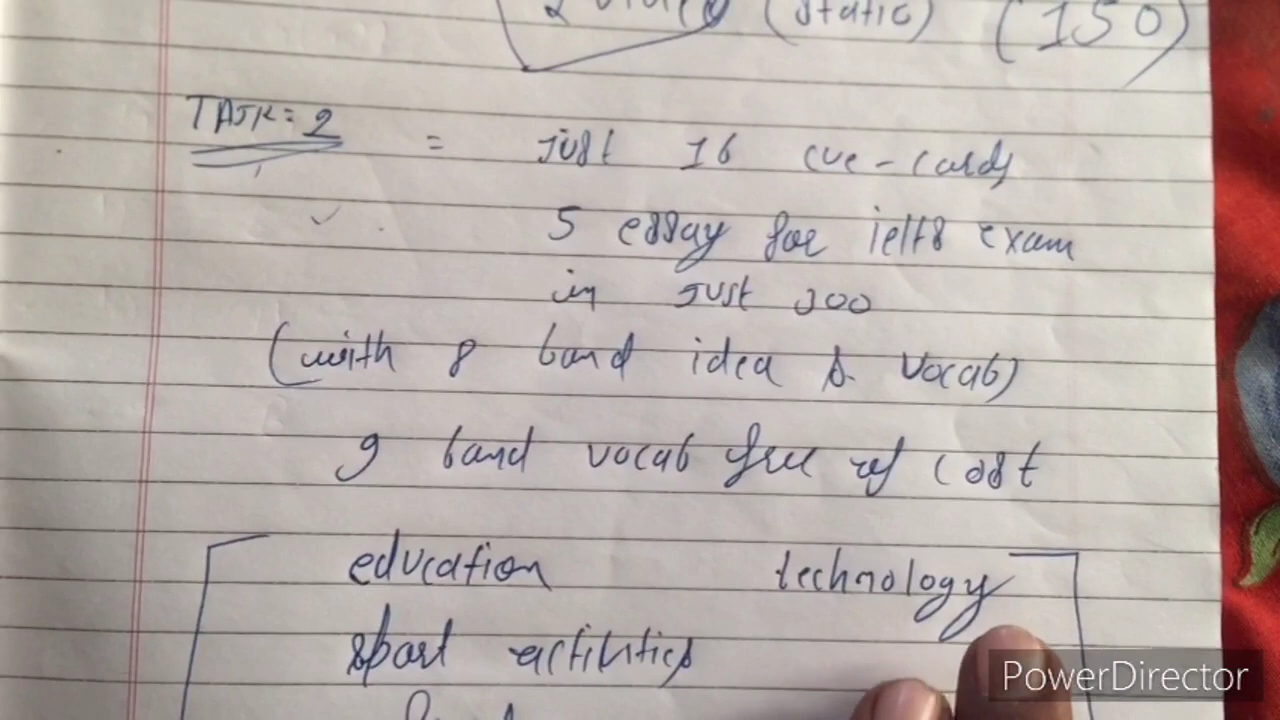 (static) (150)
TASK = 2 = Just 16 cue-cards
5 essay for ielts exam
in Just 300
(with 8 band idea & vocab)
9 band vocab free of cost
education technology
sport activities
PowerDirector